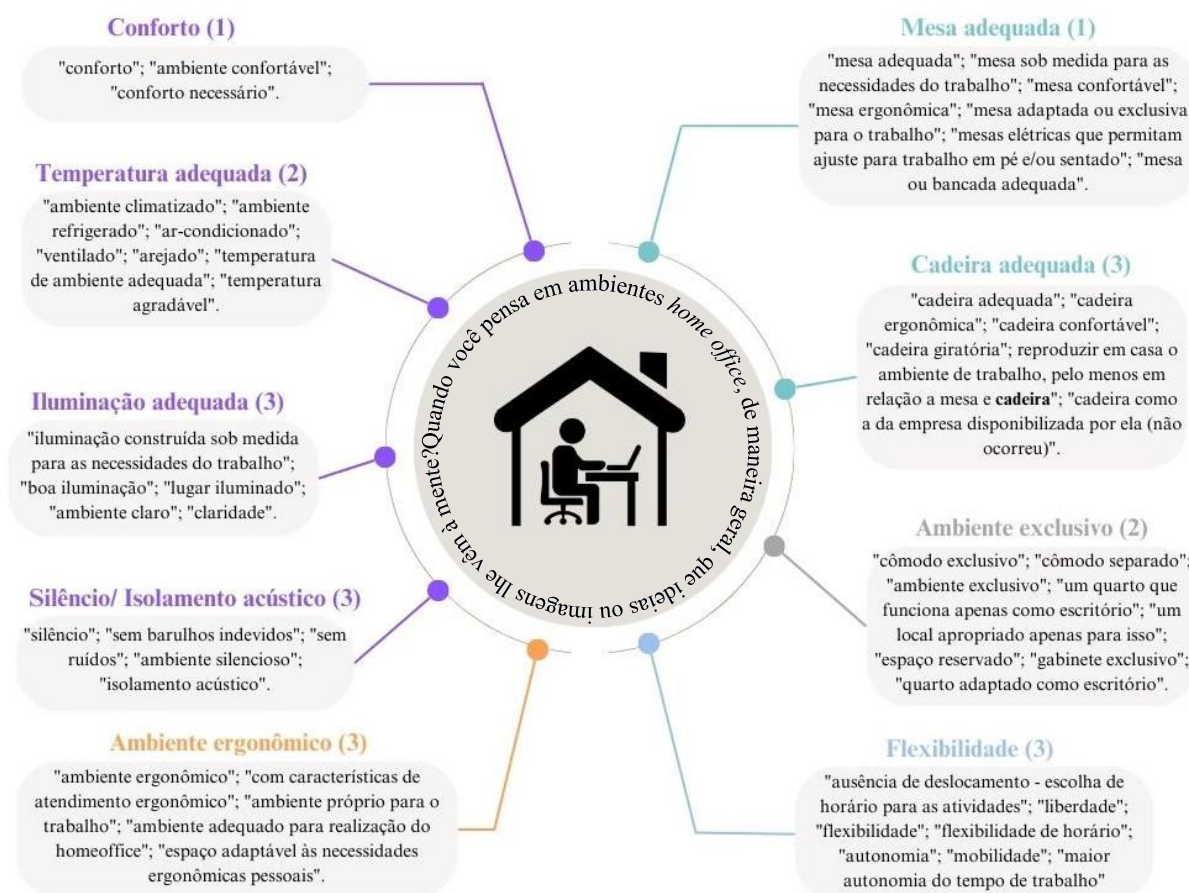 Conforto (1)
"conforto"; "ambiente confortável";
"conforto necessário".
Temperatura adequada (2)
"ambiente climatizado"; "ambiente
refrigerado"; "ar-condicionado";
"ventilado"; "arejado"; "temperatura
de ambiente adequada"; "temperatura
agradável".
Iluminação adequada (3)
"iluminação construída sob medida
para as necessidades do trabalho";
"boa iluminação"; "lugar iluminado";
"ambiente claro"; "claridade".
Silêncio/ Isolamento acústico (3)
"silêncio"; "sem barulhos indevidos"; "sem
ruídos"; "ambiente silencioso";
"isolamento acústico".
Ambiente ergonômico (3)
"ambiente ergonômico"; "com características de
atendimento ergonômico"; "ambiente próprio para o
trabalho"; "ambiente adequado para realização do
homeoffice"; "espaço adaptável às necessidades
ergonômicas pessoais".
Quando você pensa em ambientes home office, de maneira geral, que ideias ou imagens lhe vêm à mente?
Mesa adequada (1)
"mesa adequada"; "mesa sob medida para as
necessidades do trabalho"; "mesa confortável";
"mesa ergonômica"; "mesa adaptada ou exclusiva
para o trabalho"; "mesas elétricas que permitam
ajuste para trabalho em pé e/ou sentado"; "mesa
ou bancada adequada".
Cadeira adequada (3)
"cadeira adequada"; "cadeira
ergonômica"; "cadeira confortável";
"cadeira giratória"; reproduzir em casa o
ambiente de trabalho, pelo menos em
relação a mesa e cadeira"; "cadeira como
a da empresa disponibilizada por ela (não
ocorreu)".
Ambiente exclusivo (2)
"cômodo exclusivo"; "cômodo separado";
"ambiente exclusivo"; "um quarto que
funciona apenas como escritório"; "um
local apropriado apenas para isso";
"espaço reservado"; "gabinete exclusivo";
"quarto adaptado como escritório".
Flexibilidade (3)
"ausência de deslocamento - escolha de
horário para as atividades"; "liberdade";
"flexibilidade"; "flexibilidade de horário";
"autonomia"; "mobilidade"; "maior
autonomia do tempo de trabalho"